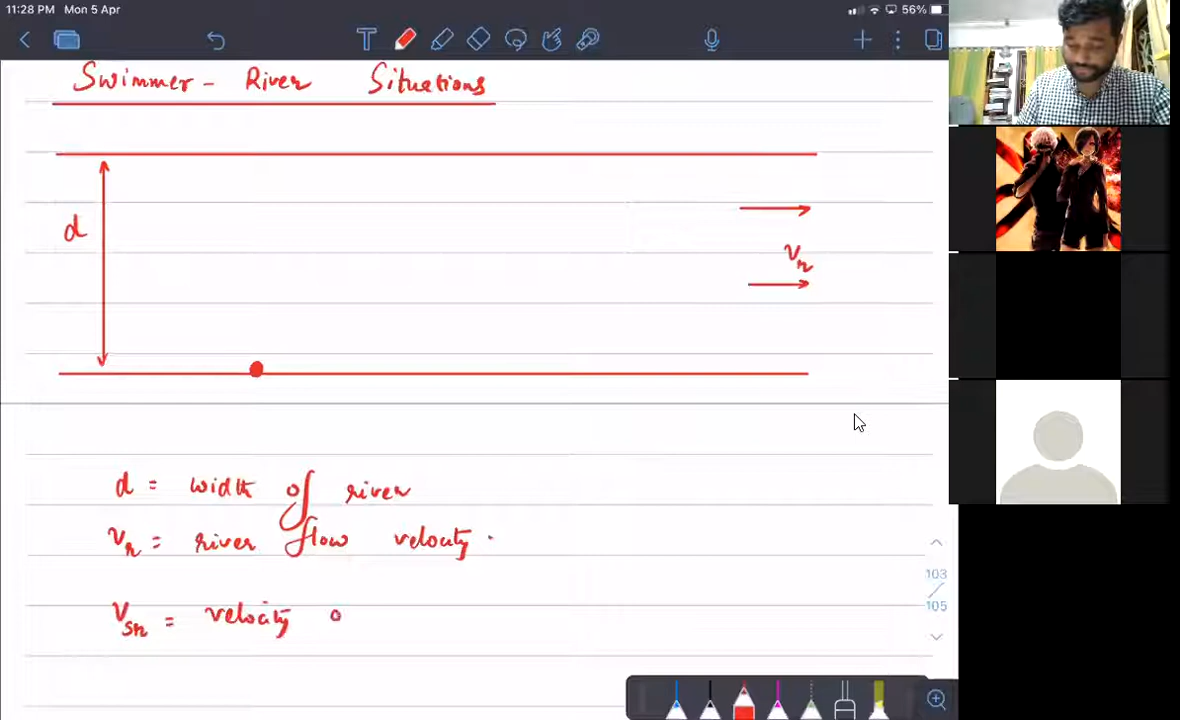 11:28 PM Mon 5 Apr
56%
Swimmer - River Situations
d
vr
d = width of river
vr = river flow velocity.
103
105
vsr = velocity o